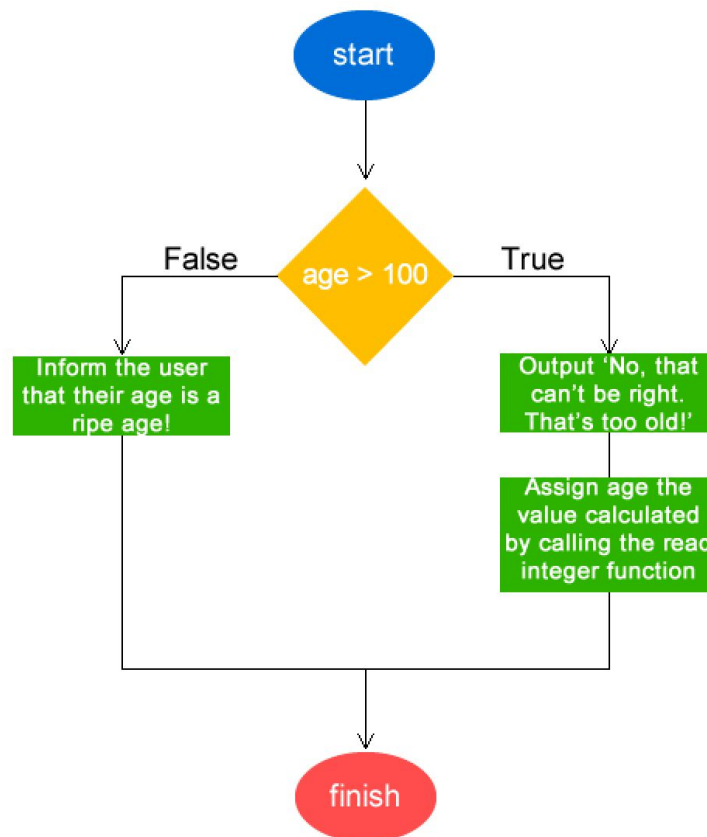 start
False
age > 100
True
Inform the user
that their age is a
ripe age!
Output ‘No, that
can’t be right.
That’s too old!’
Assign age the
value calculated
by calling the read
integer function
finish